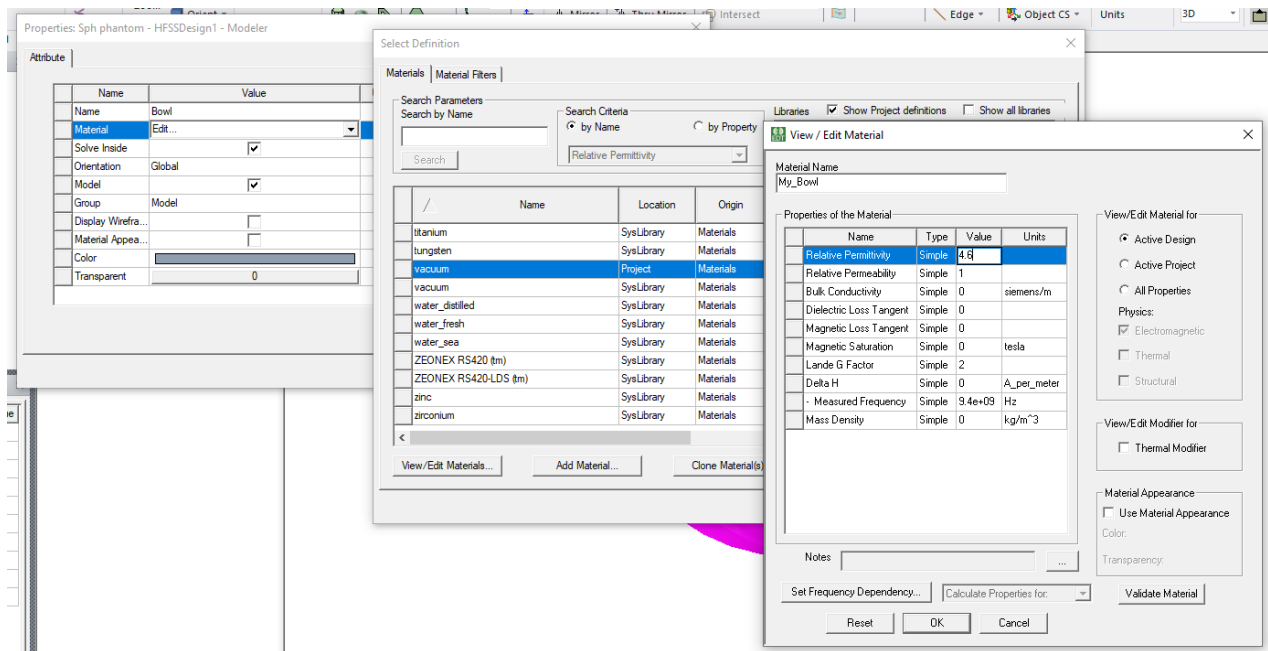 Orient
Mirror
Thru Mirror
Intersect
Edge
Object CS
Units
3D
Properties: Sph phantom - HFSSDesign1 - Modeler
Attribute
Name Value
Name Bowl
Material Edit...
Solve Inside
Orientation Global
Model
Group Model
Display Wirefra...
Material Appea...
Color
Transparent 0
Select Definition
Materials Material Filters
Search Parameters
Search by Name
Search
Search Criteria
by Name by Property
Relative Permittivity
Libraries Show Project definitions Show all libraries
Name Location Origin
titanium SysLibrary Materials
tungsten SysLibrary Materials
vacuum Project Materials
vacuum SysLibrary Materials
water_distilled SysLibrary Materials
water_fresh SysLibrary Materials
water_sea SysLibrary Materials
ZEONEX RS420 (tm) SysLibrary Materials
ZEONEX RS420-LDS (tm) SysLibrary Materials
zinc SysLibrary Materials
zirconium SysLibrary Materials
View/Edit Materials... Add Material... Clone Material(s)
View / Edit Material
Material Name
My_Bowl
Properties of the Material
Name Type Value Units
Relative Permittivity Simple 4.6
Relative Permeability Simple 1
Bulk Conductivity Simple 0 siemens/m
Dielectric Loss Tangent Simple 0
Magnetic Loss Tangent Simple 0
Magnetic Saturation Simple 0 tesla
Lande G Factor Simple 2
Delta H Simple 0 A_per_meter
- Measured Frequency Simple 9.4e+09 Hz
Mass Density Simple 0 kg/m^3
View/Edit Material for
Active Design
Active Project
All Properties
Physics:
Electromagnetic
Thermal
Structural
View/Edit Modifier for
Thermal Modifier
Material Appearance
Use Material Appearance
Color:
Transparency:
Notes ...
Set Frequency Dependency... Calculate Properties for: Validate Material
Reset OK Cancel